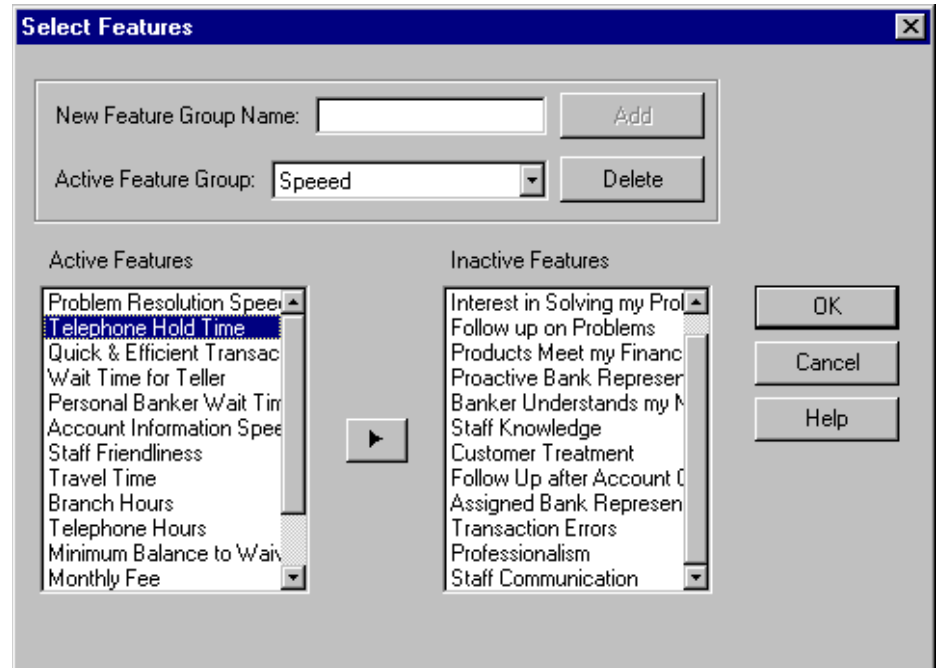 Select Features
New Feature Group Name:
Add
Active Feature Group:
Speeed
Delete
Active Features
Problem Resolution Speed
Telephone Hold Time
Quick & Efficient Transac
Wait Time for Teller
Personal Banker Wait Tim
Account Information Spee
Staff Friendliness
Travel Time
Branch Hours
Telephone Hours
Minimum Balance to Waiv
Monthly Fee
Inactive Features
Interest in Solving my Prol
Follow up on Problems
Products Meet my Financ
Proactive Bank Represen
Banker Understands my N
Staff Knowledge
Customer Treatment
Follow Up after Account O
Assigned Bank Represen
Transaction Errors
Professionalism
Staff Communication
OK
Cancel
Help